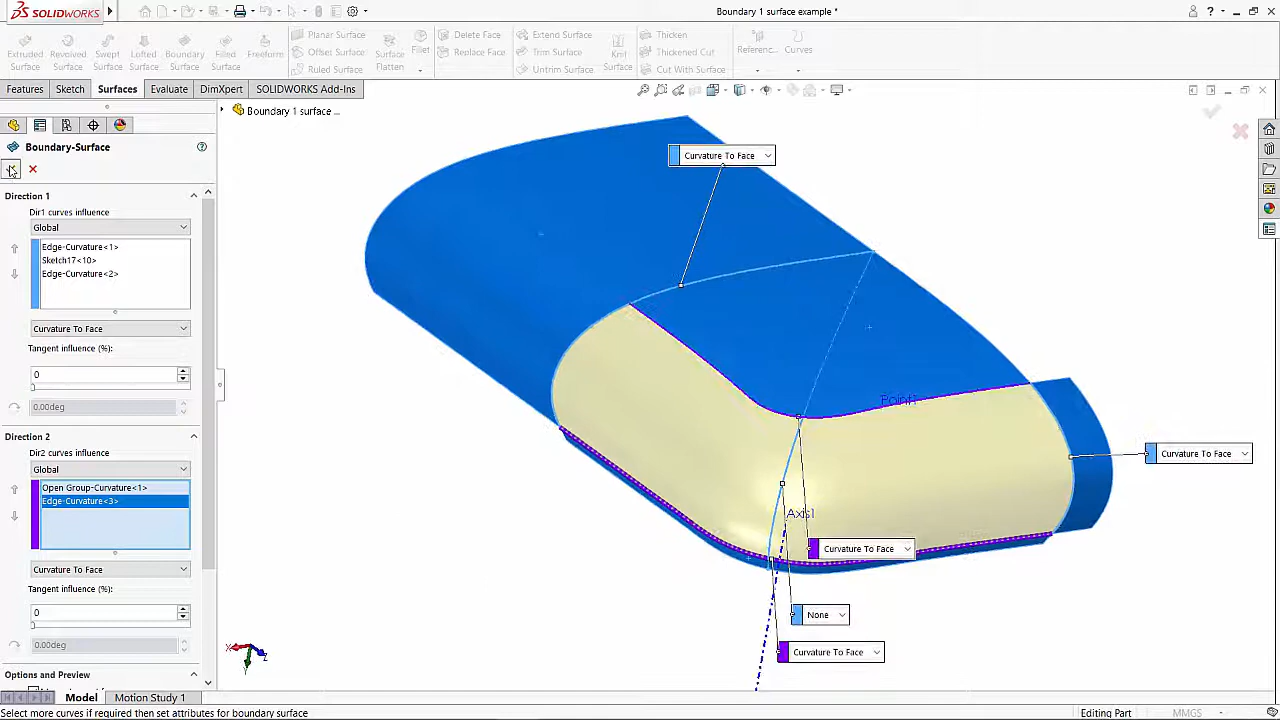 SOLIDWORKS
Boundary 1 surface example *
Extruded Surface
Revolved Surface
Swept Surface
Lofted Surface
Boundary Surface
Filled Surface
Freeform
Planar Surface
Offset Surface
Ruled Surface
Surface Flatten
Fillet
Delete Face
Replace Face
Extend Surface
Trim Surface
Untrim Surface
Knit Surface
Thicken
Thickened Cut
Cut With Surface
Referenc...
Curves
Features
Sketch
Surfaces
Evaluate
DimXpert
SOLIDWORKS Add-Ins
Boundary 1 surface ...
Boundary-Surface
Direction 1
Dir1 curves influence
Global
Edge-Curvature<1>
Sketch17<10>
Edge-Curvature<2>
Curvature To Face
Tangent influence (%):
0
0.00deg
Direction 2
Dir2 curves influence
Global
Open Group-Curvature<1>
Edge-Curvature<3>
Curvature To Face
Tangent influence (%):
0
0.00deg
Options and Preview
Curvature To Face
Point1
Curvature To Face
Axis1
Curvature To Face
None
Curvature To Face
Model
Motion Study 1
Select more curves if required then set attributes for boundary surface
Editing Part
MMGS